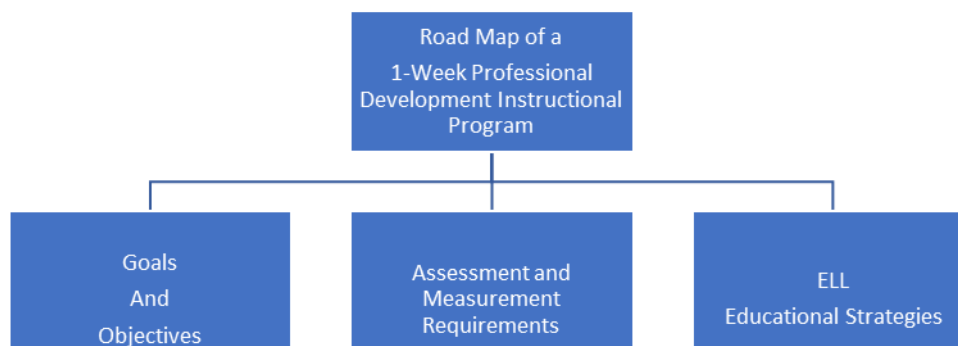 Road Map of a
1-Week Professional
Development Instructional
Program
Goals
And
Objectives
Assessment and
Measurement
Requirements
ELL
Educational Strategies